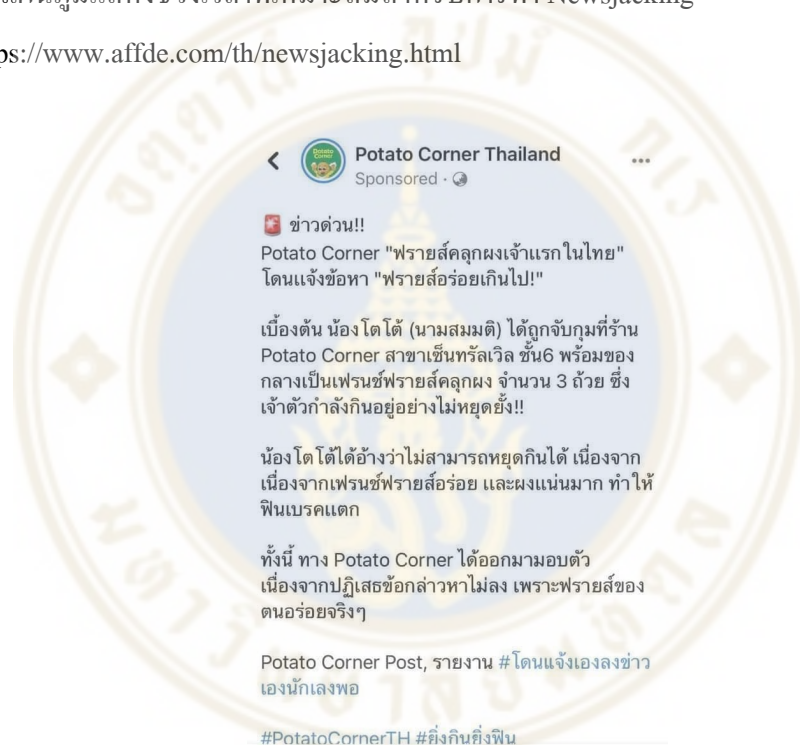 Newsjacking
ps://www.affde.com/th/newsjacking.html
Potato Corner Thailand
Sponsored ·
ข่าวด่วน!!
Potato Corner "ฟรายส์คลุกผงเจ้าแรกในไทย"
โดนแจ้งข้อหา "ฟรายส์อร่อยเกินไป!"
เบื้องต้น น้องโตโต้ (นามสมมติ) ได้ถูกจับกุมที่ร้าน
Potato Corner สาขาเซ็นทรัลเวิล ชั้น6 พร้อมของ
กลางเป็นเฟรนช์ฟรายส์คลุกผง จำนวน 3 ถ้วย ซึ่ง
เจ้าตัวกำลังกินอยู่อย่างไม่หยุดยั้ง!!
น้องโตโต้ได้อ้างว่าไม่สามารถหยุดกินได้ เนื่องจาก
เนื่องจากเฟรนช์ฟรายส์อร่อย และผงแน่นมาก ทำให้
ฟินเบรคแตก
ทั้งนี้ ทาง Potato Corner ได้ออกมามอบตัว
เนื่องจากปฏิเสธข้อกล่าวหาไม่ลง เพราะฟรายส์ของ
ตนอร่อยจริงๆ
Potato Corner Post, รายงาน #โดนแจ้งเองลงข่าว
เองนักเลงพอ
#PotatoCornerTH #ยิ่งกินยิ่งฟิน